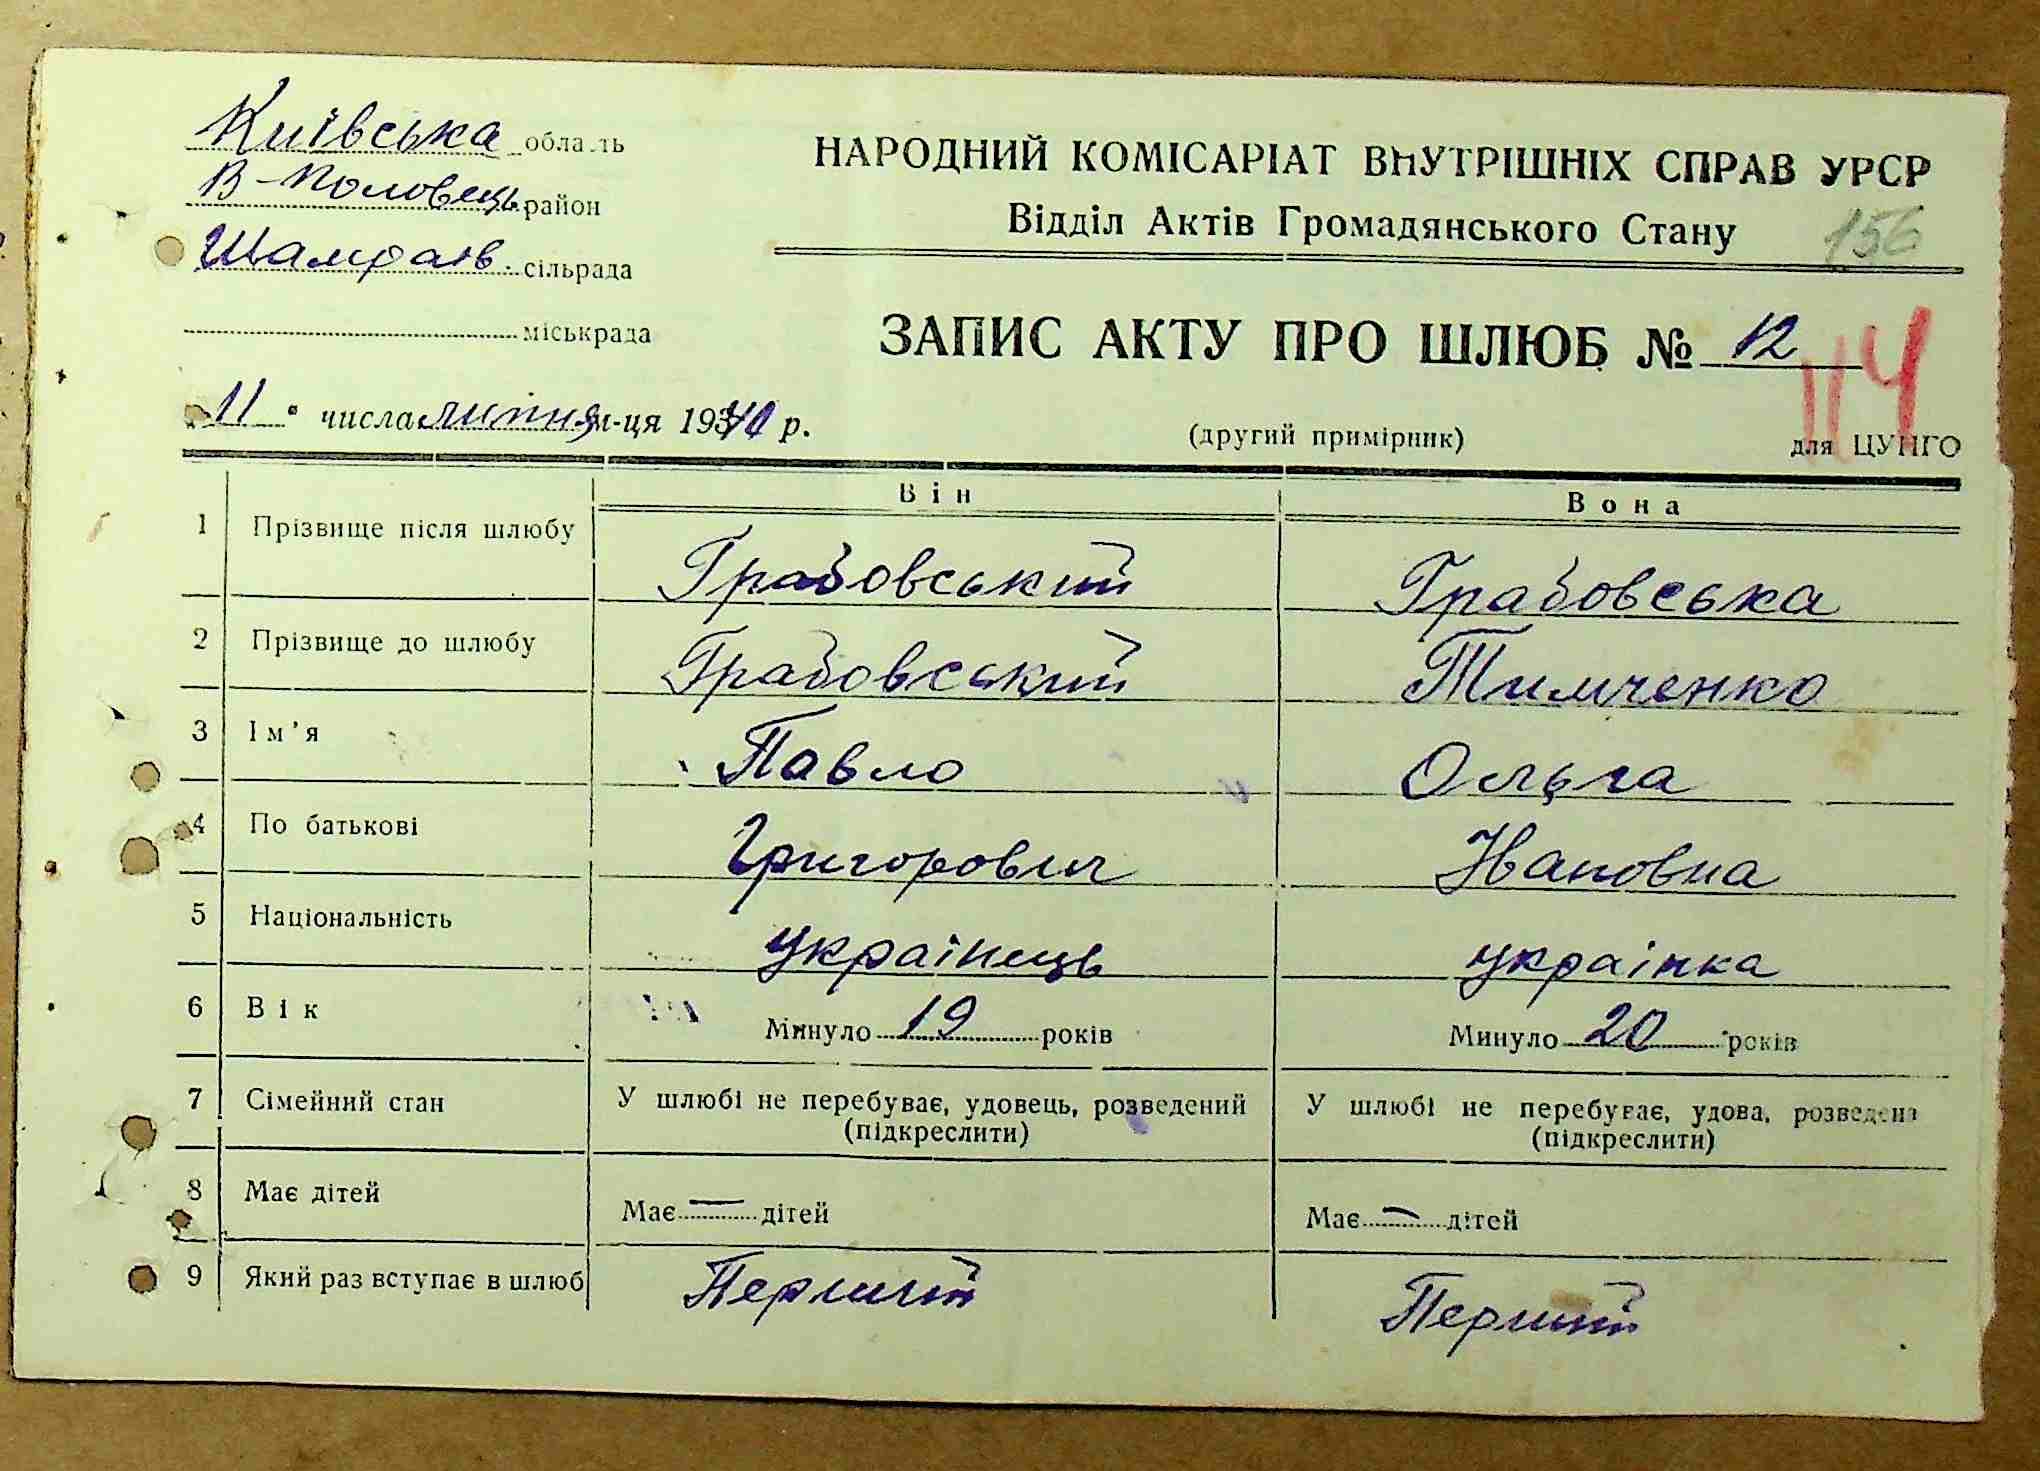 Київська область
В-Половець. район
Шамраїв. сільрада
міськрада
НАРОДНИЙ КОМІСАРІАТ ВНУТРІШНІХ СПРАВ УРСР
Відділ Актів Громадянського Стану 156
ЗАПИС АКТУ ПРО ШЛЮБ № 12
114
11 числа липня м-ця 1940 р.
(другий примірник) для ЦУНГО
Він Вона
1 Прізвище після шлюбу Грабовський Грабовська
2 Прізвище до шлюбу Грабовський Тимченко
3 Ім'я Павло Ольга
4 По батькові Григорович Івановна
5 Національність українець українка
6 Вік Минуло 19 років Минуло 20 років
7 Сімейний стан У шлюбі не перебуває, удовець, розведений У шлюбі не перебуває, удова, розведена
(підкреслити) (підкреслити)
8 Має дітей Має — дітей Має — дітей
9 Який раз вступає в шлюб Перший Перший